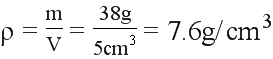 ρ = m/V = 38g/5cm³ = 7.6g/cm³